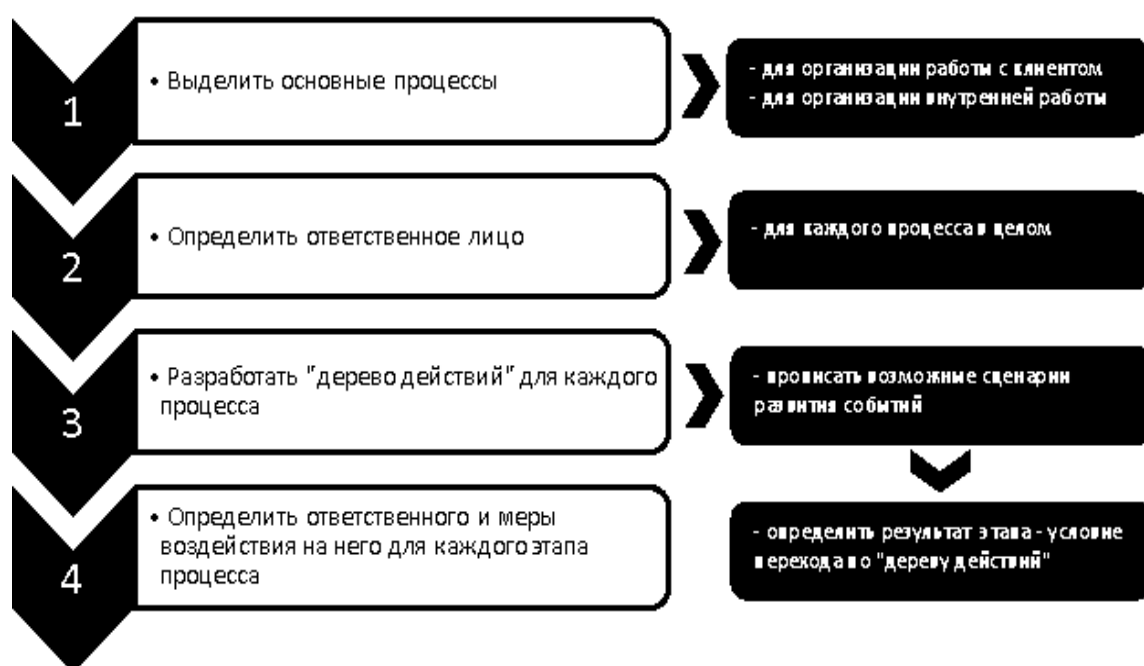 1
• Выделить основные процессы
- для организации работы с клиентом
- для организации внутренней работы
2
• Определить ответственное лицо
- для каждого процесса в целом
3
• Разработать "дерево действий" для каждого
процесса
- прописать возможные сценарии
развития событий
4
• Определить ответственного и меры
воздействия на него для каждого этапа
процесса
- определить результат этапа - условие
перехода по "дереву действий"